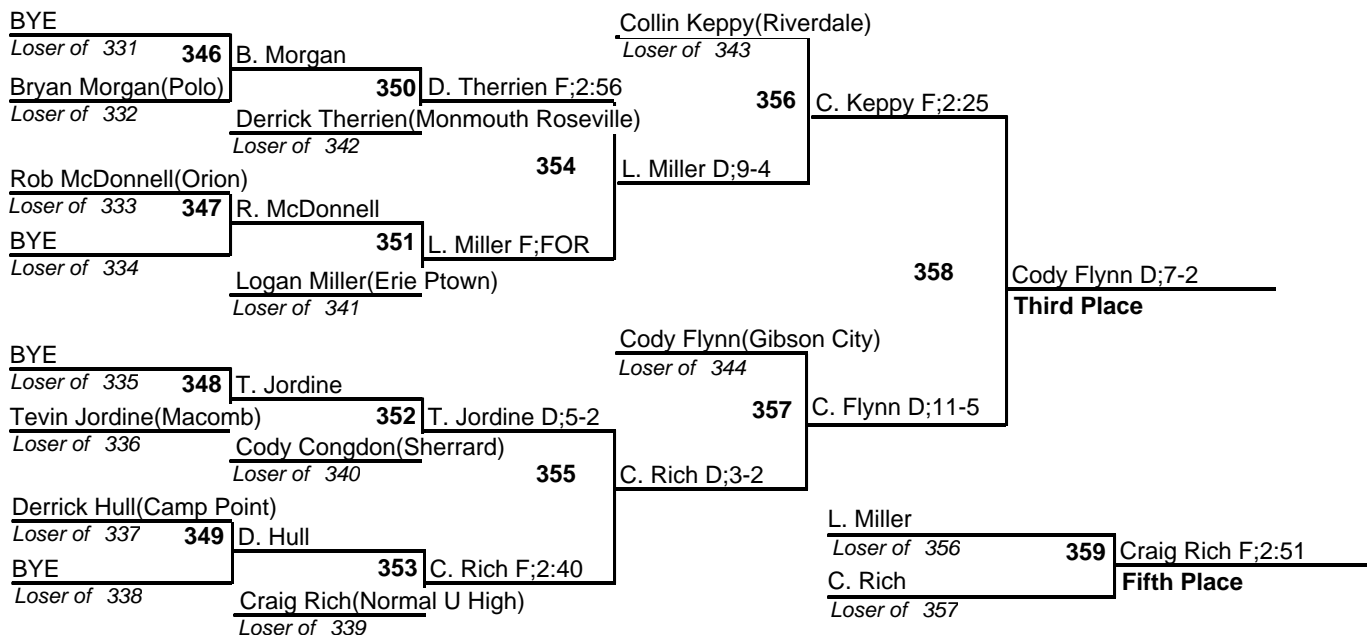 BYE
Loser of 331
346
Bryan Morgan(Polo)
Loser of 332
B. Morgan
350
Derrick Therrien(Monmouth Roseville)
Loser of 342
D. Therrien F;2:56
Rob McDonnell(Orion)
Loser of 333
347
BYE
Loser of 334
R. McDonnell
351
Logan Miller(Erie Ptown)
Loser of 341
L. Miller F;FOR
354
L. Miller D;9-4
Collin Keppy(Riverdale)
Loser of 343
356
C. Keppy F;2:25
BYE
Loser of 335
348
Tevin Jordine(Macomb)
Loser of 336
T. Jordine
352
Cody Congdon(Sherrard)
Loser of 340
T. Jordine D;5-2
Derrick Hull(Camp Point)
Loser of 337
349
BYE
Loser of 338
D. Hull
353
Craig Rich(Normal U High)
Loser of 339
C. Rich F;2:40
355
C. Rich D;3-2
Cody Flynn(Gibson City)
Loser of 344
357
C. Flynn D;11-5
358
Cody Flynn D;7-2
Third Place
L. Miller
Loser of 356
359
C. Rich
Loser of 357
Craig Rich F;2:51
Fifth Place